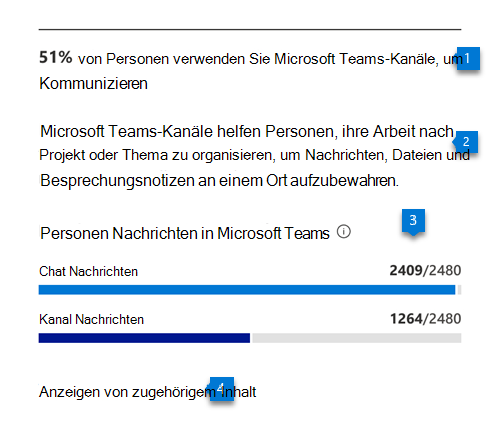 51% von Personen verwenden Sie Microsoft Teams-Kanäle, um 1
Kommunizieren
Microsoft Teams-Kanäle helfen Personen, ihre Arbeit nach 2
Projekt oder Thema zu organisieren, um Nachrichten, Dateien und
Besprechungsnotizen an einem Ort aufzubewahren.
3
Personen Nachrichten in Microsoft Teams
Chat Nachrichten 2409/2480
Kanal Nachrichten 1264/2480
Anzeigen von zugehörigem Inhalt 4